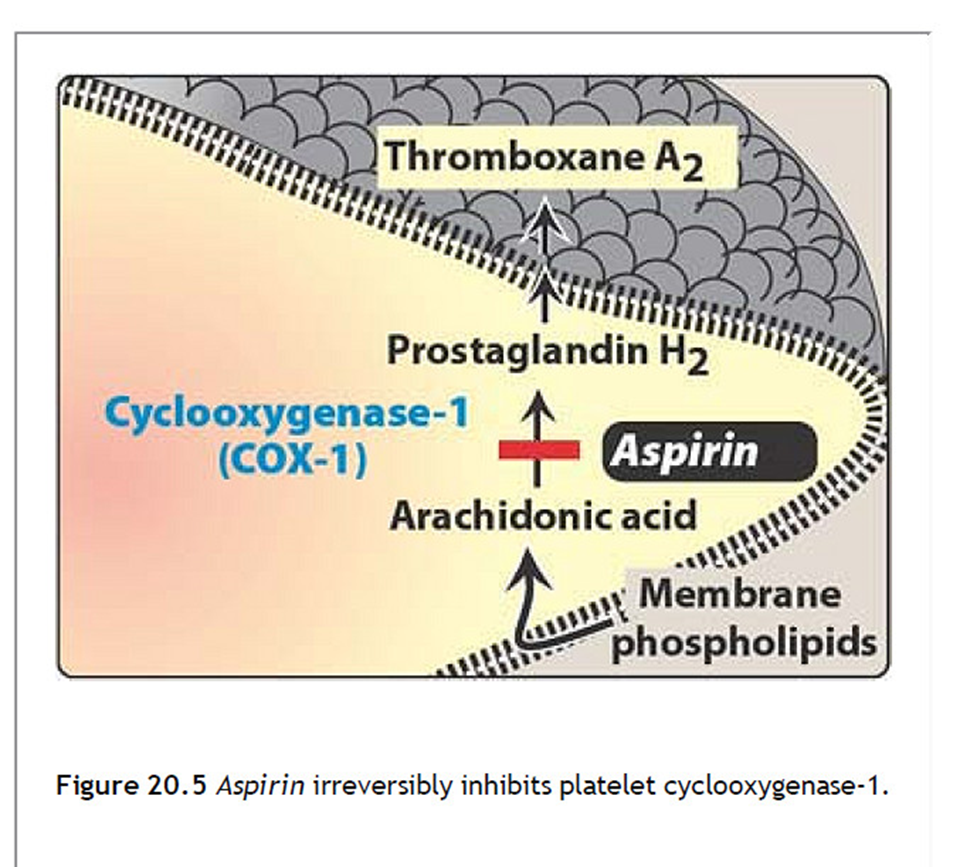 Thromboxane A2
Prostaglandin H2
Cyclooxygenase-1
(COX-1)
Aspirin
Arachidonic acid
Membrane
phospholipids
Figure 20.5 Aspirin irreversibly inhibits platelet cyclooxygenase-1.